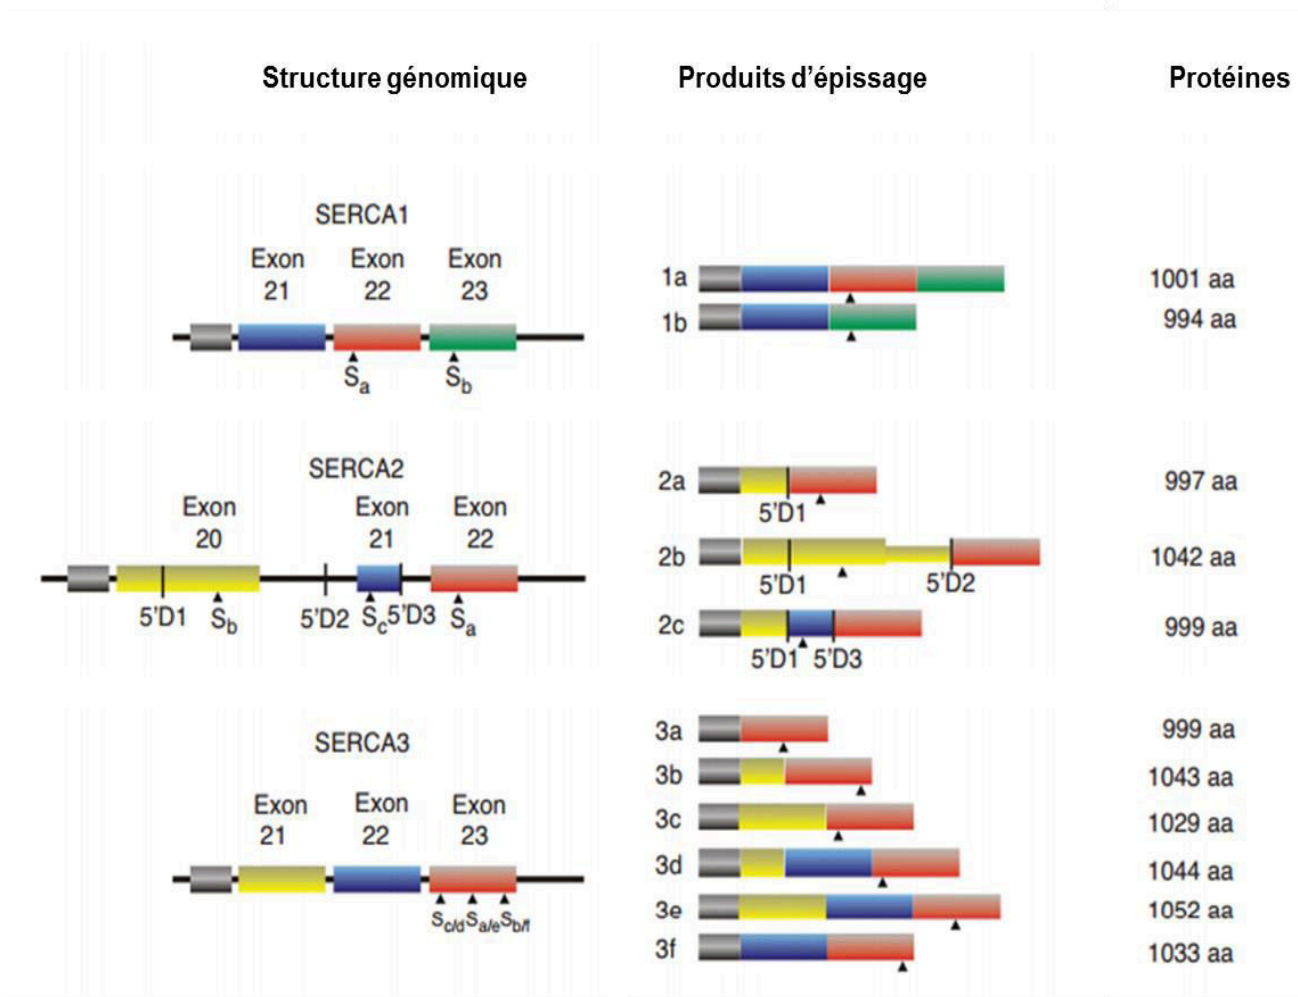 Structure génomique
Produits d'épissage
Protéines
SERCA1
Exon 21
Exon 22
Exon 23
Sa
Sb
1a
1001 aa
1b
994 aa
SERCA2
Exon 20
Exon 21
Exon 22
5'D1
Sb
5'D2
Sc
5'D3
Sa
2a
5'D1
997 aa
2b
5'D1
5'D2
1042 aa
2c
5'D1
5'D3
999 aa
SERCA3
Exon 21
Exon 22
Exon 23
Sc/d
Sa/e
Sb/f
3a
999 aa
3b
1043 aa
3c
1029 aa
3d
1044 aa
3e
1052 aa
3f
1033 aa